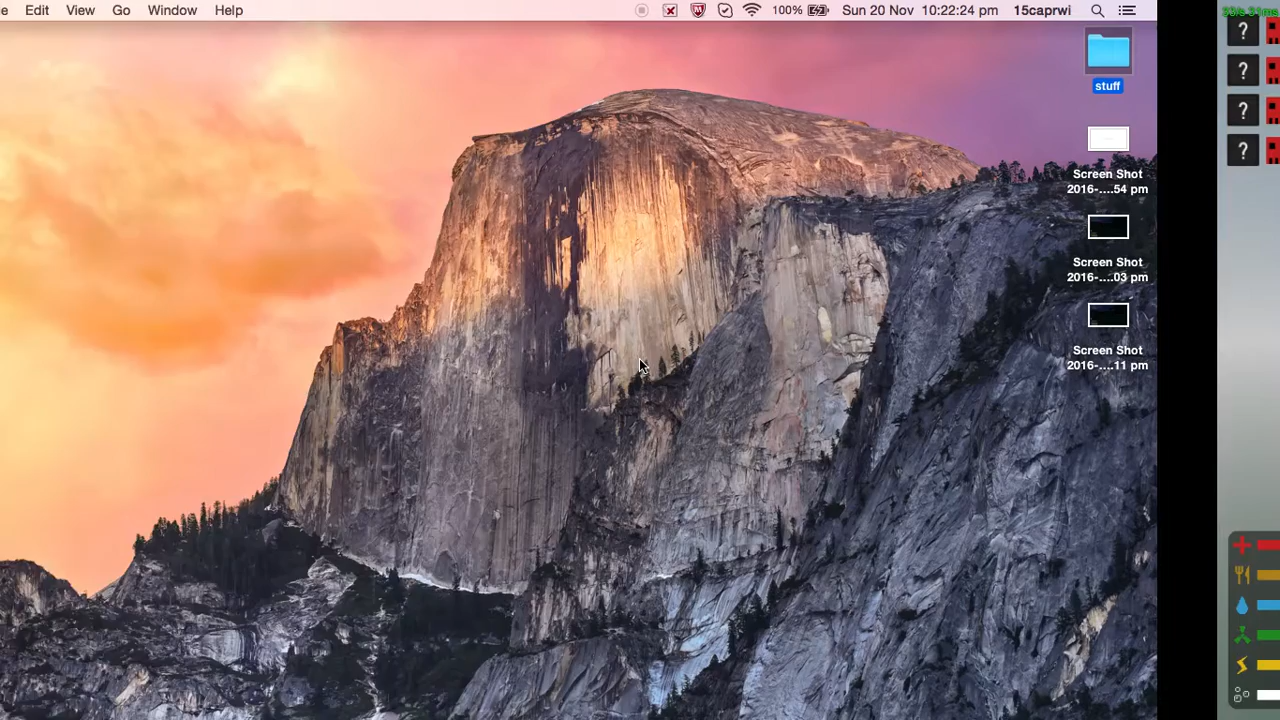 Edit View Go Window Help 100% Sun 20 Nov 10:22:24 pm 15caprwi
stuff
Screen Shot
2016-....54 pm
Screen Shot
2016-....03 pm
Screen Shot
2016-....11 pm
?
?
?
?